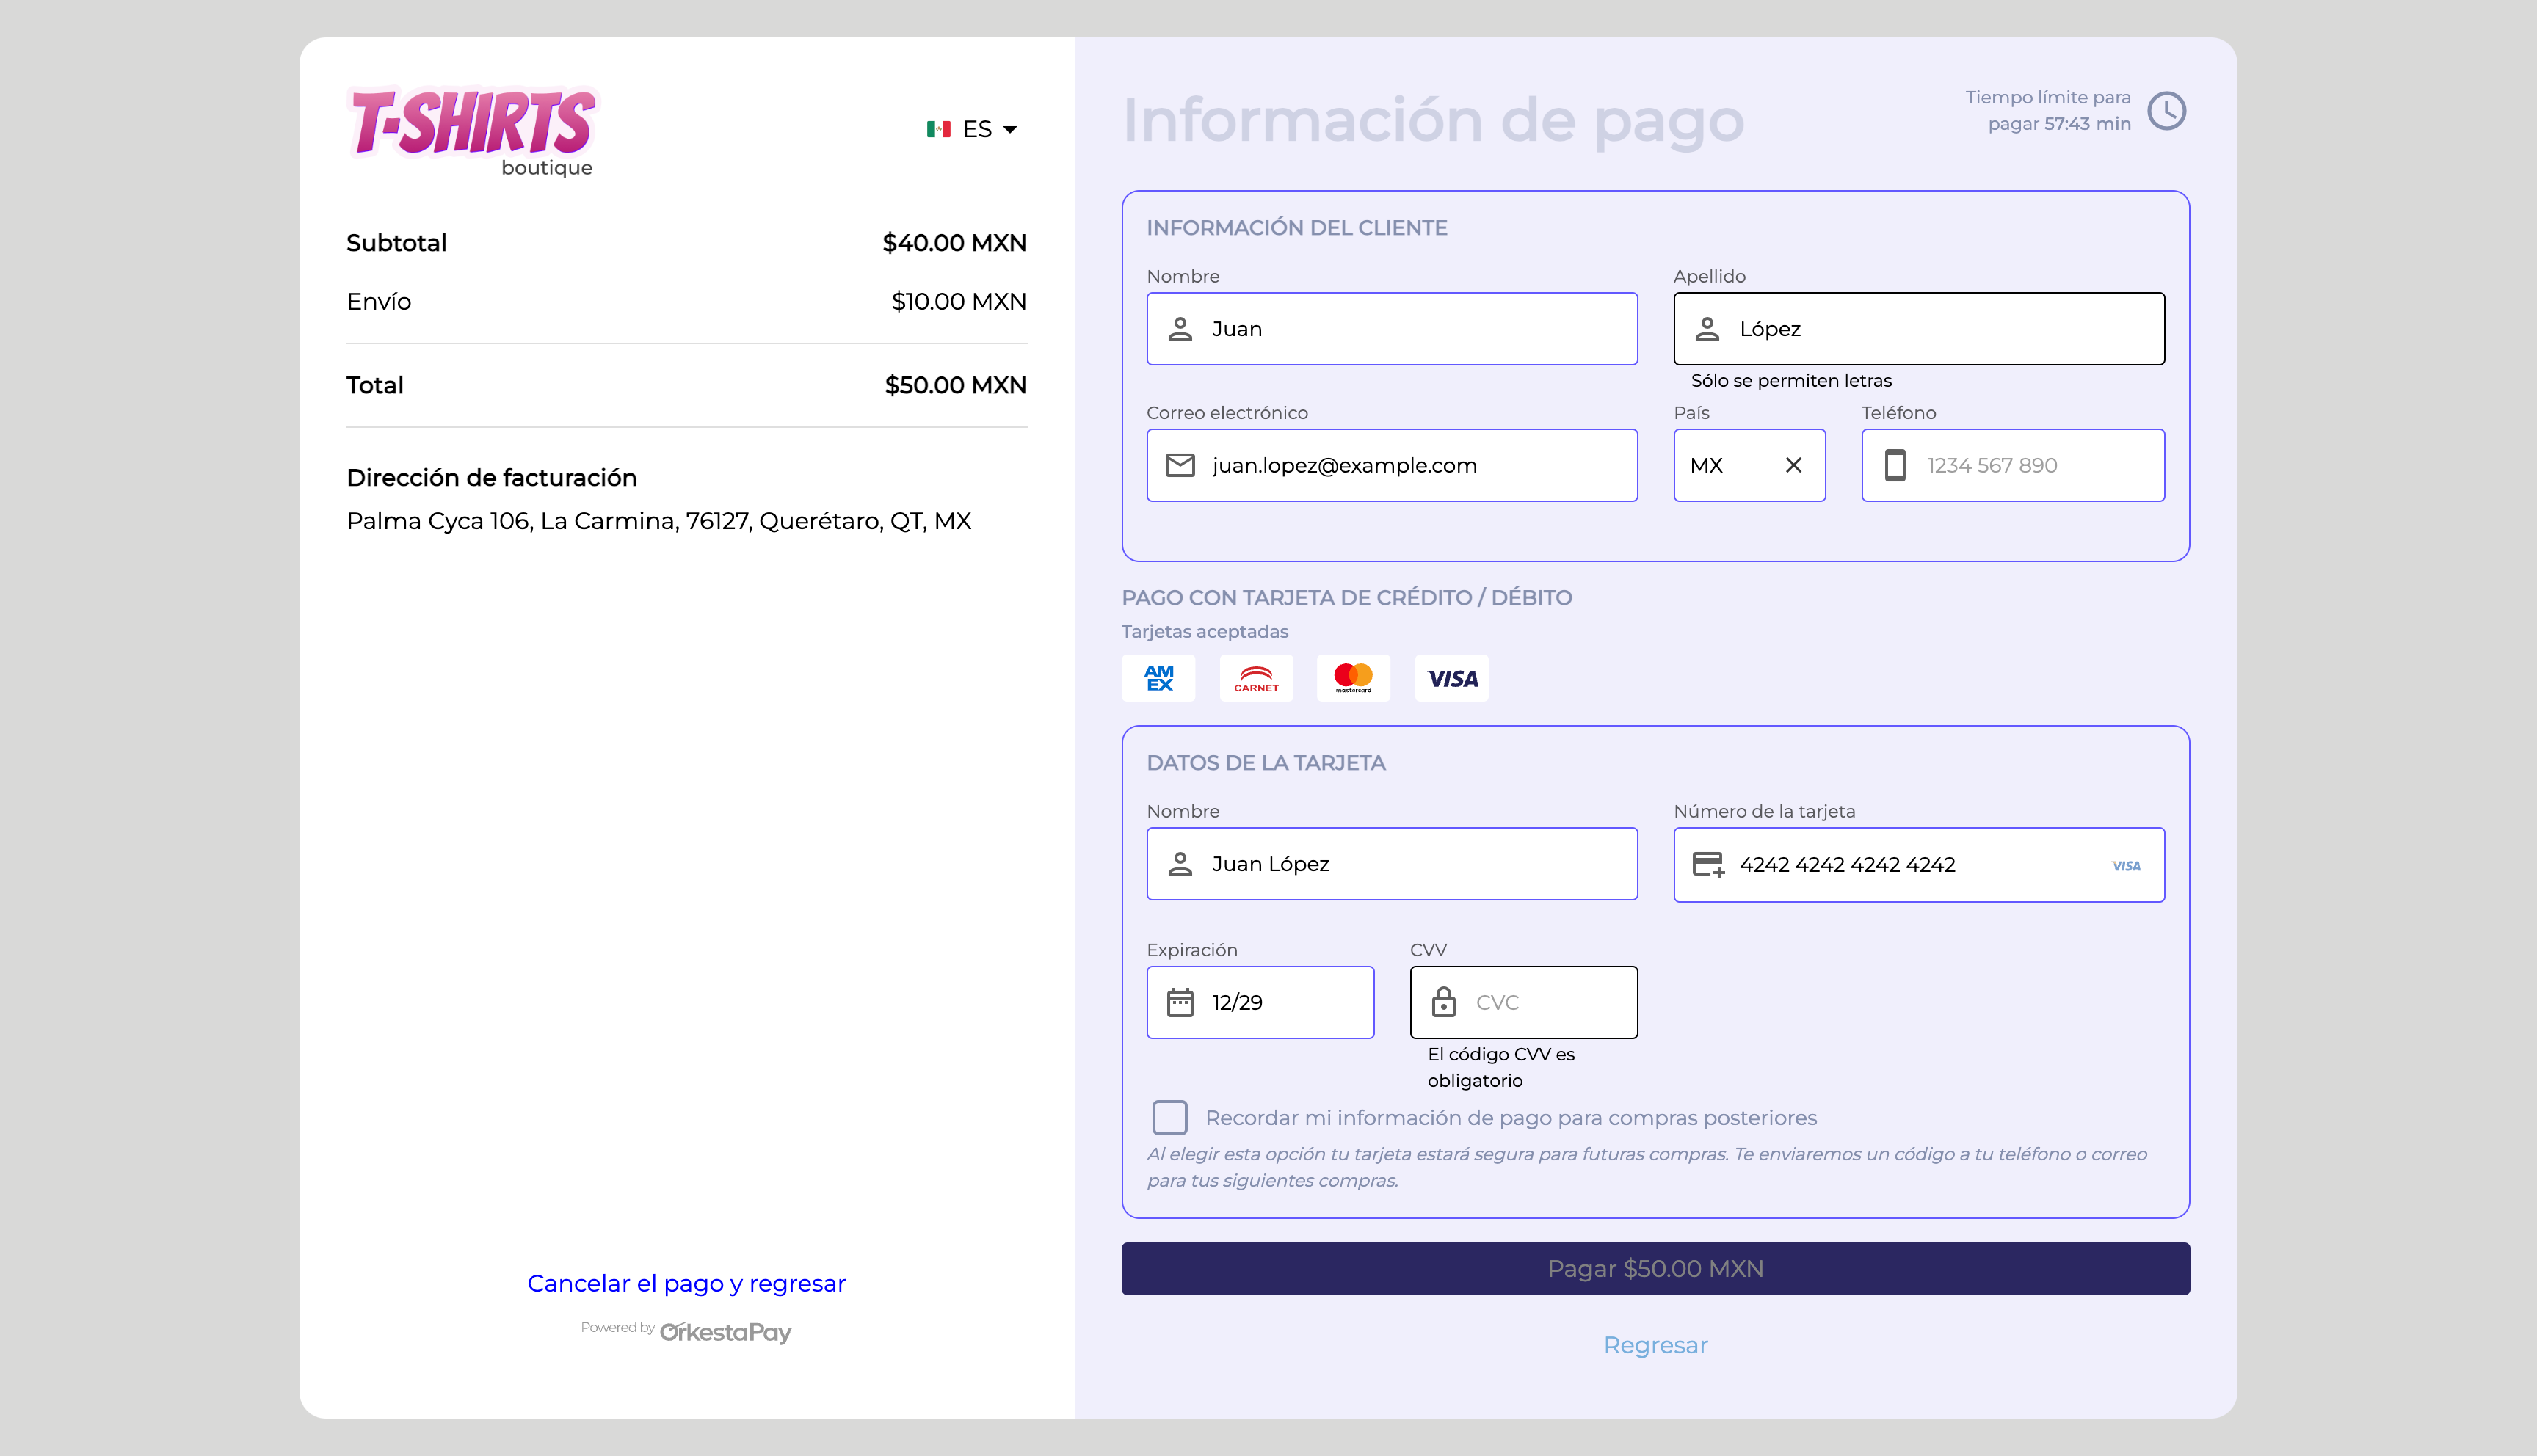 T-SHIRTS
boutique
ES
Subtotal $40.00 MXN
Envío $10.00 MXN
Total $50.00 MXN
Dirección de facturación
Palma Cyca 106, La Carmina, 76127, Querétaro, QT, MX
Cancelar el pago y regresar
Powered by OrkestaPay
Información de pago
Tiempo límite para
pagar 57:43 min
INFORMACIÓN DEL CLIENTE
Nombre Apellido
Juan López
Sólo se permiten letras
Correo electrónico País Teléfono
juan.lopez@example.com MX 1234 567 890
PAGO CON TARJETA DE CRÉDITO / DÉBITO
Tarjetas aceptadas
AM
EX
CARNET
mastercard
VISA
DATOS DE LA TARJETA
Nombre Número de la tarjeta
Juan López 4242 4242 4242 4242 VISA
Expiración CVV
12/29 CVC
El código CVV es
obligatorio
Recordar mi información de pago para compras posteriores
Al elegir esta opción tu tarjeta estará segura para futuras compras. Te enviaremos un código a tu teléfono o correo
para tus siguientes compras.
Pagar $50.00 MXN
Regresar